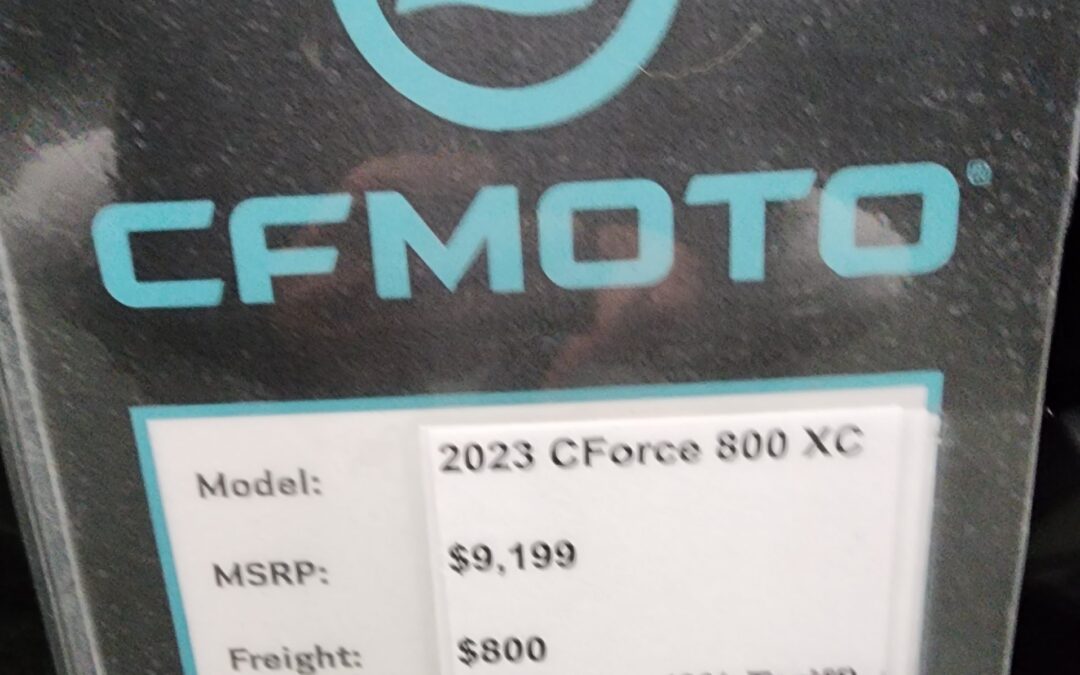 CFMOTO®
Model: 2023 CForce 800 XC
MSRP: $9,199
Freight: $800